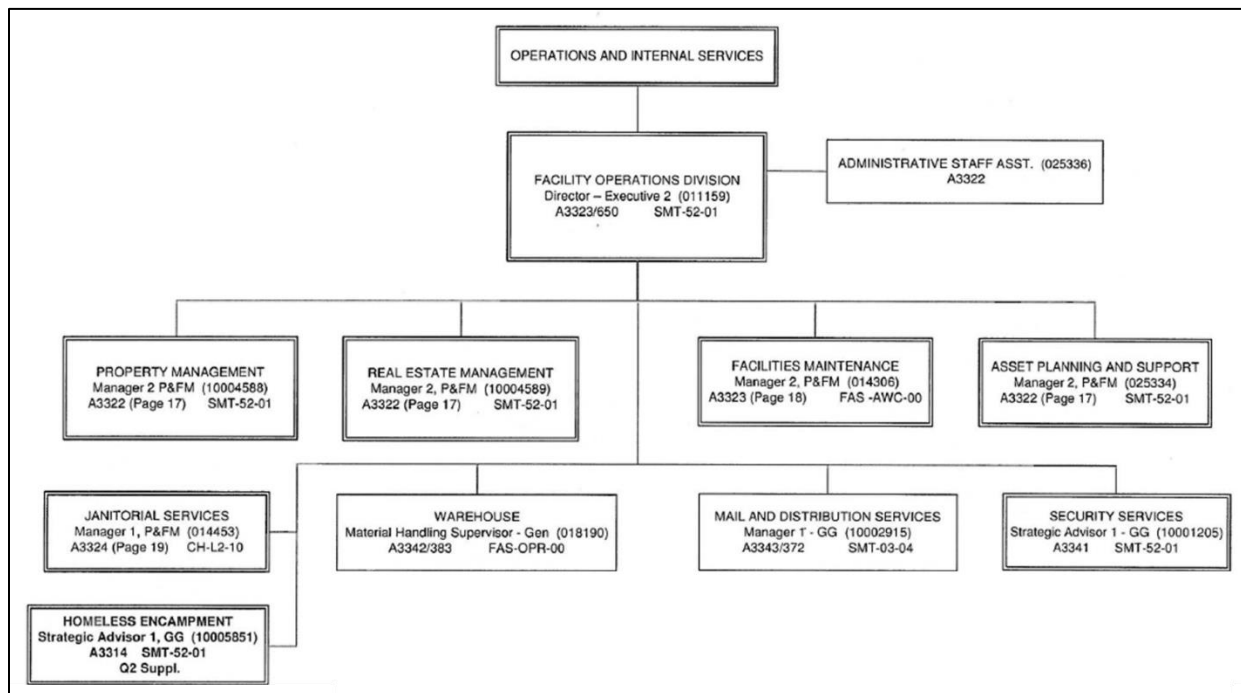 OPERATIONS AND INTERNAL SERVICES
FACILITY OPERATIONS DIVISION
Director – Executive 2 (011159)
A3323/650 SMT-52-01
ADMINISTRATIVE STAFF ASST. (025336)
A3322
PROPERTY MANAGEMENT
Manager 2 P&FM (10004588)
A3322 (Page 17) SMT-52-01
REAL ESTATE MANAGEMENT
Manager 2, P&FM (10004589)
A3322 (Page 17) SMT-52-01
FACILITIES MAINTENANCE
Manager 2, P&FM (014306)
A3323 (Page 18) FAS -AWC-00
ASSET PLANNING AND SUPPORT
Manager 2, P&FM (025334)
A3322 (Page 17) SMT-52-01
JANITORIAL SERVICES
Manager 1, P&FM (014453)
A3324 (Page 19) CH-L2-10
WAREHOUSE
Material Handling Supervisor - Gen (018190)
A3342/383 FAS-OPR-00
MAIL AND DISTRIBUTION SERVICES
Manager 1 - GG (10002915)
A3343/372 SMT-03-04
SECURITY SERVICES
Strategic Advisor 1 - GG (10001205)
A3341 SMT-52-01
HOMELESS ENCAMPMENT
Strategic Advisor 1, GG (10005851)
A3314 SMT-52-01
Q2 Suppl.